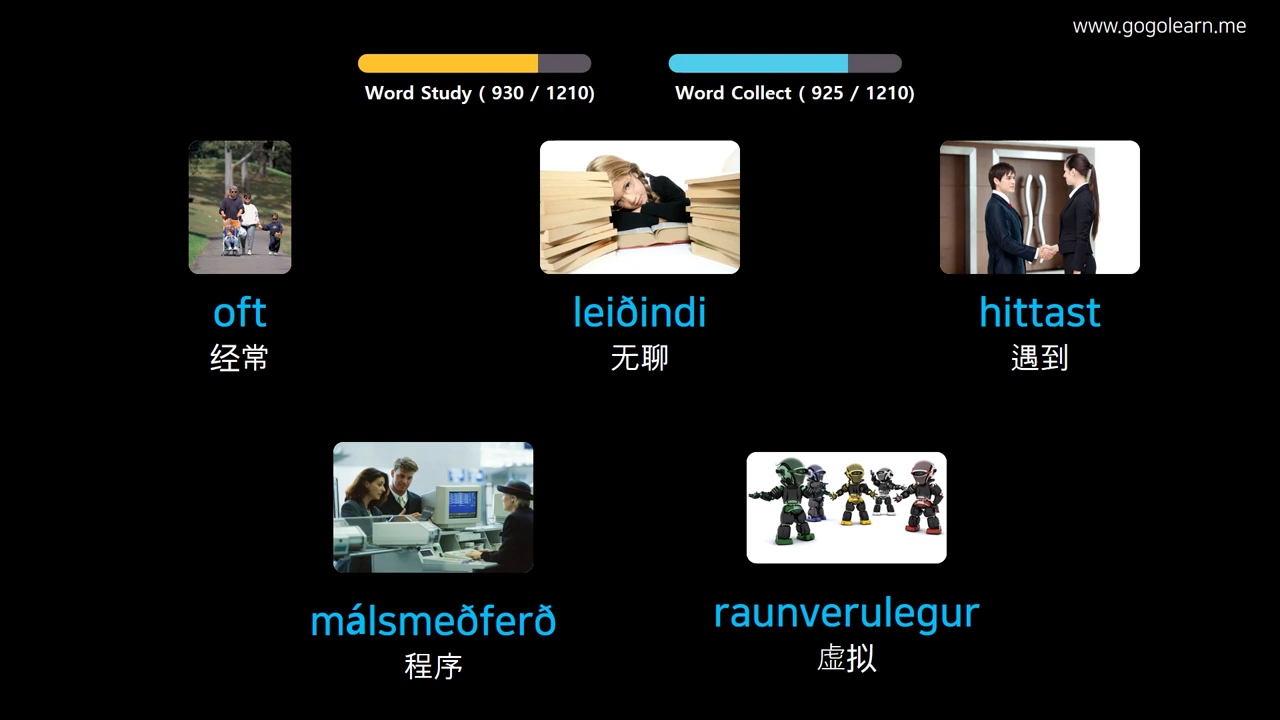 www.gogolearn.me
Word Study ( 930 / 1210)
Word Collect ( 925 / 1210)
oft
经常
leiðindi
无聊
hittast
遇到
málsmeðferð
程序
raunverulegur
虚拟